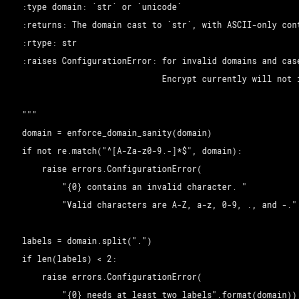 :type domain: `str` or `unicode`
:returns: The domain cast to `str`, with ASCII-only cont
:rtype: str
:raises ConfigurationError: for invalid domains and case
Encrypt currently will not i
"""
domain = enforce_domain_sanity(domain)
if not re.match("^[A-Za-z0-9.-]*$", domain):
raise errors.ConfigurationError(
"{0} contains an invalid character. "
"Valid characters are A-Z, a-z, 0-9, ., and -."
labels = domain.split(".")
if len(labels) < 2:
raise errors.ConfigurationError(
"{0} needs at least two labels".format(domain))